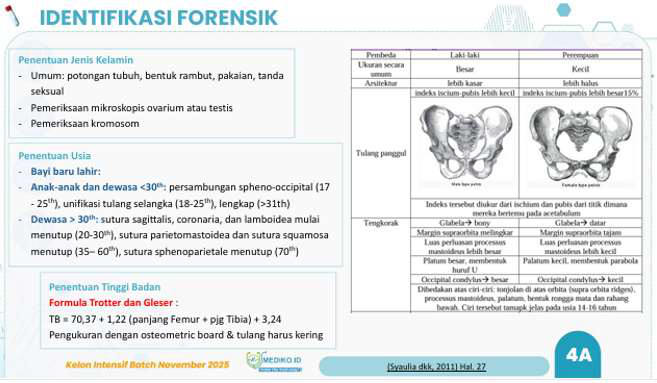 IDENTIFIKASI FORENSIK
Penentuan Jenis Kelamin
- Umum: potongan tubuh, bentuk rambut, pakaian, tanda
seksual
- Pemeriksaan mikroskopis ovarium atau testis
- Pemeriksaan kromosom
Penentuan Usia
- Bayi baru lahir:
- Anak-anak dan dewasa <30th: persambungan spheno-occipital (17
- 25th), unifikasi tulang selangka (18-25th), lengkap (>31th)
- Dewasa > 30th: sutura sagittalis, coronaria, dan lamboidea mulai
menutup (20-30th), sutura parietomastoidea dan sutura squamosa
menutup (35– 60th), sutura sphenoparietale menutup (70th)
Penentuan Tinggi Badan
Formula Trotter dan Gleser :
TB = 70,37 + 1,22 (panjang Femur + pjg Tibia) + 3,24
Pengukuran dengan osteometric board & tulang harus kering
Pembeda Laki-laki Perempuan
Ukuran secara umum Besar Kecil
Arsitektur lebih kasar lebih halus
Tulang panggul indeks iscium-pubis lebih kecil indeks iscium-pubis lebih besar15%
Male type pelvis Female type pelvis
Indeks tersebut diukur dari ischium dan pubis dari titik dimana
mereka bertemu pada acetabulum
Tengkorak Glabela→ bony Glabela→ datar
Margin supraorbita melingkar Margin supraorbita tajam
Luas perluasan processus mastoideus lebih besar Luas perluasan processus mastoideus lebih kecil
Platum besar, membentuk huruf U Palatum kecil, membentuk parabola
Occipital condylus→ besar Occipital condylus→ kecil
Dibedakan atas ciri-ciri: tonjolan di atas orbita (supra orbita ridges),
processus mastoideus, palatum, bentuk rongga mata dan rahang
bawah. Ciri tersebut tampak jelas pada usia 14-16 tahun
Kelon Intensif Batch November 2025
MEDIKO.ID
(Syaulia dkk, 2011) Hal. 27
4A